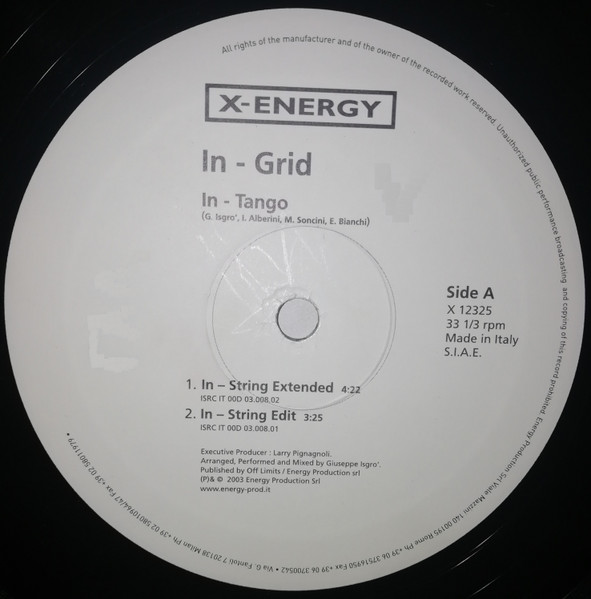 All rights of the manufacturer and of the owner of the recorded work reserved. Unauthorized public performance broadcasting and copying of this record prohibited. Energy Production Srl Viale Mazzini 140 00195 Rome Ph +39 06 37516950 Fax +39 06 3700542 • Via G. Fantoli 7 20138 Milan Ph +39 02 58010946/47 Fax +39 02 58011979 •
X-ENERGY
In - Grid
In - Tango
(G. Isgro', I. Alberini, M. Soncini, E. Bianchi)
Side A
X 12325
33 1/3 rpm
Made in Italy
S.I.A.E.
1. In – String Extended 4:22
ISRC IT 00D 03.008.02
2. In – String Edit 3:25
ISRC IT 00D 03.008.01
Executive Producer : Larry Pignagnoli.
Arranged, Performed and Mixed by Giuseppe Isgro'.
Published by Off Limits / Energy Production srl
(P)& © 2003 Energy Production Srl
www.energy-prod.it